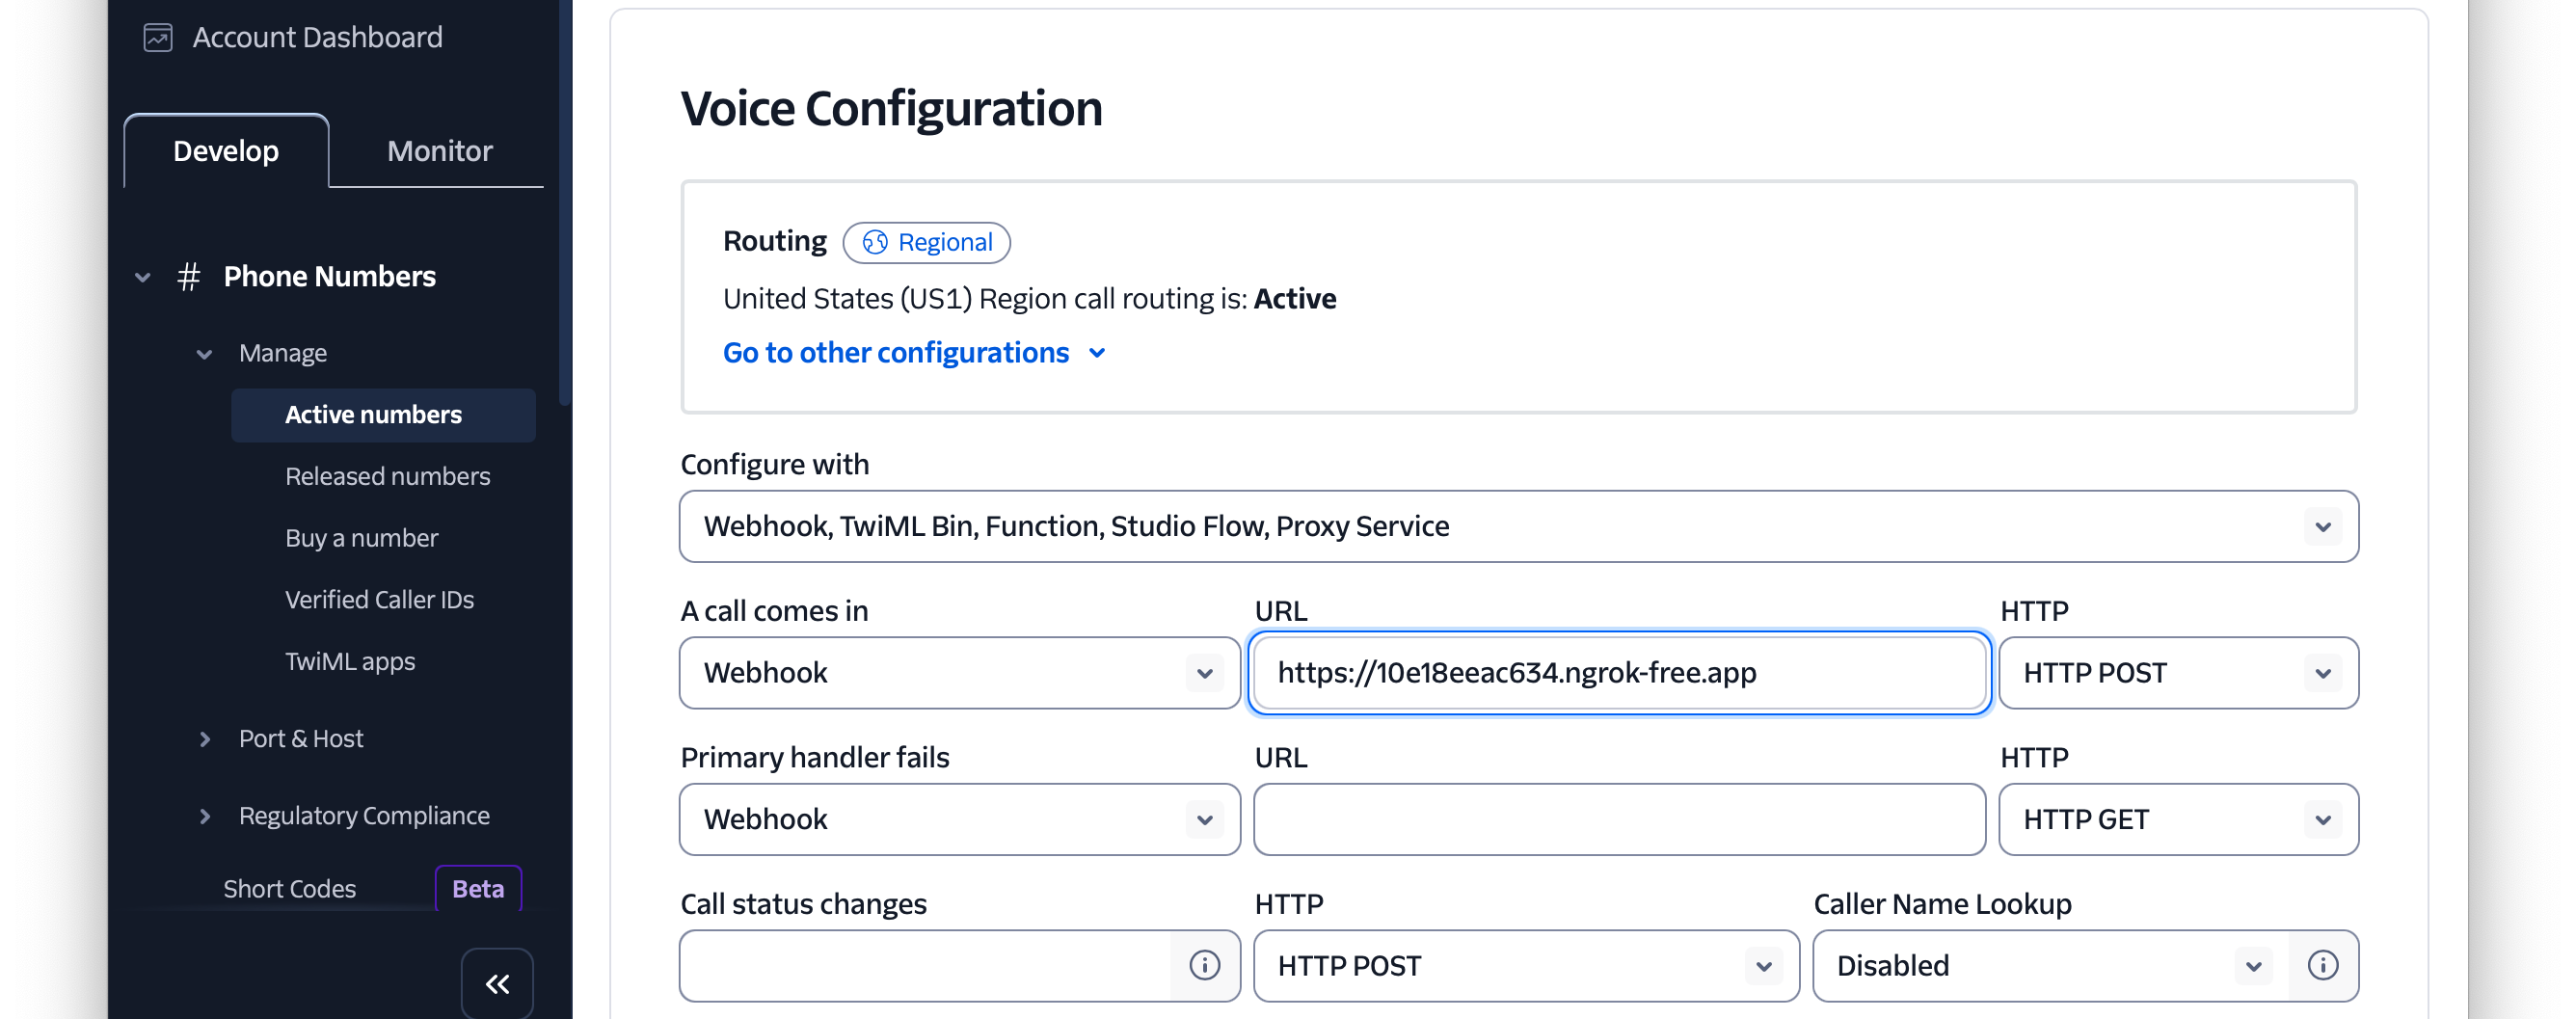 Account Dashboard
Develop
Monitor
Phone Numbers
Manage
Active numbers
Released numbers
Buy a number
Verified Caller IDs
TwiML apps
Port & Host
Regulatory Compliance
Short Codes
Beta
Voice Configuration
Routing
Regional
United States (US1) Region call routing is: Active
Go to other configurations
Configure with
Webhook, TwiML Bin, Function, Studio Flow, Proxy Service
A call comes in
URL
HTTP
Webhook
https://10e18eeac634.ngrok-free.app
HTTP POST
Primary handler fails
URL
HTTP
Webhook
HTTP GET
Call status changes
HTTP
Caller Name Lookup
HTTP POST
Disabled